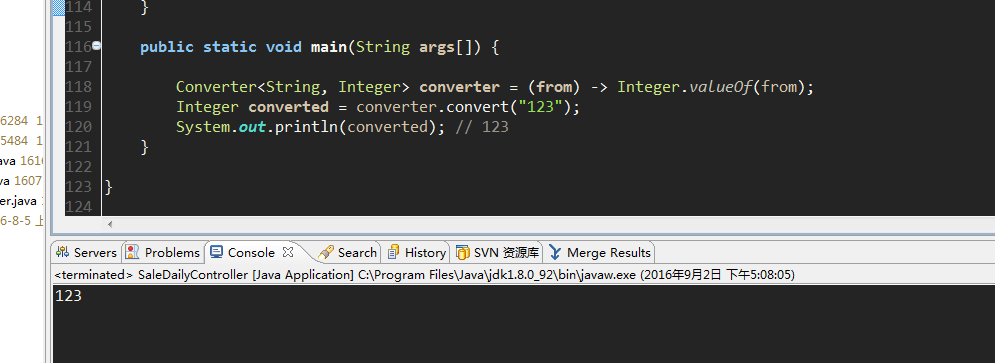 114 }
115
116 public static void main(String args[]) {
117
118 Converter<String, Integer> converter = (from) -> Integer.valueOf(from);
119 Integer converted = converter.convert("123");
120 System.out.println(converted); // 123
121 }
122
123 }
124
6284 1
5484 1
ava 1616
va 1607
er.java
6-8-5 上
Servers Problems Console Search History SVN 资源库 Merge Results
<terminated> SaleDailyController [Java Application] C:\Program Files\Java\jdk1.8.0_92\bin\javaw.exe (2016年9月2日 下午5:08:05)
123